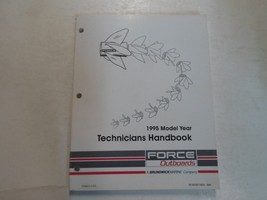 1995 Model Year
Technicians Handbook
FORCE
Outboards